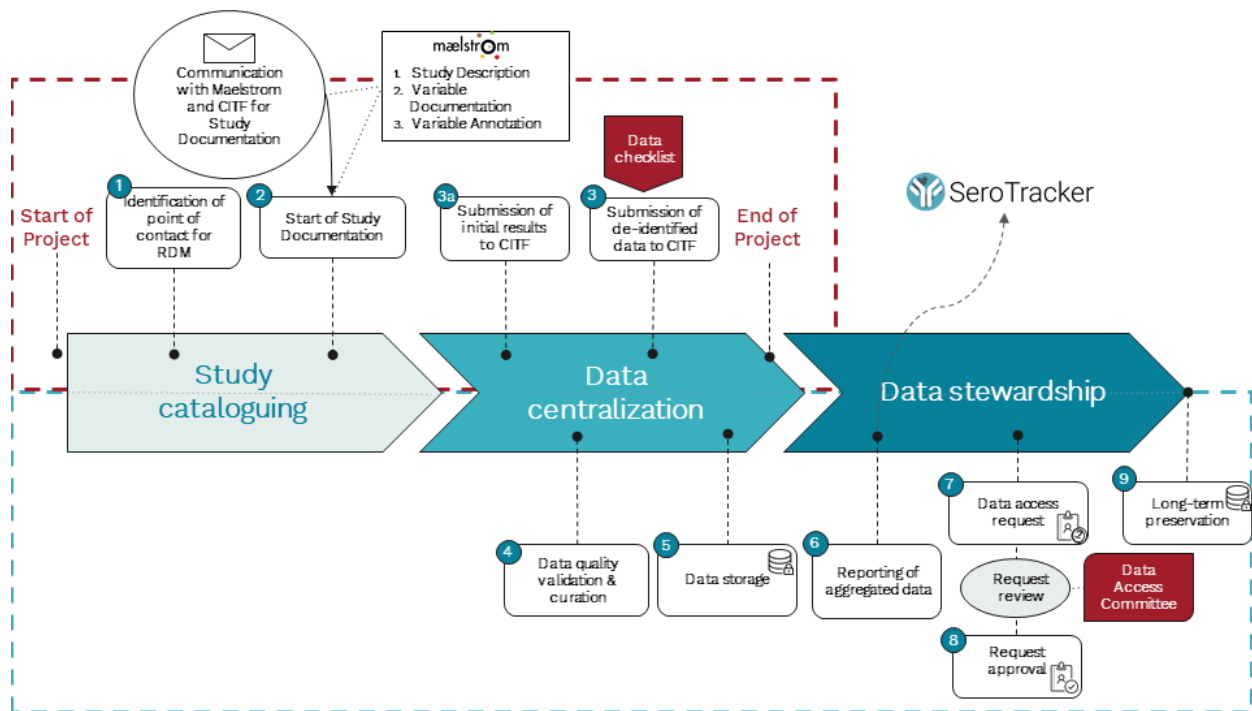 Communication
with Maelstrom
and CITF for
Study
Documentation
mælström
1. Study Description
2. Variable
Documentation
3. Variable Annotation
Data
checklist
Start of
Project
1
Identification of
point of
contact for
RDM
2
Start of Study
Documentation
3a
Submission of
initial results
to CITF
3
Submission of
de-identified
data to CITF
End of
Project
SeroTracker
Study
cataloguing
Data
centralization
Data stewardship
4
Data quality
validation &
curation
5
Data storage
6
Reporting of
aggregated data
7
Data access
request
Request
review
Data
Access
Committee
8
Request
approval
9
Long-term
preservation